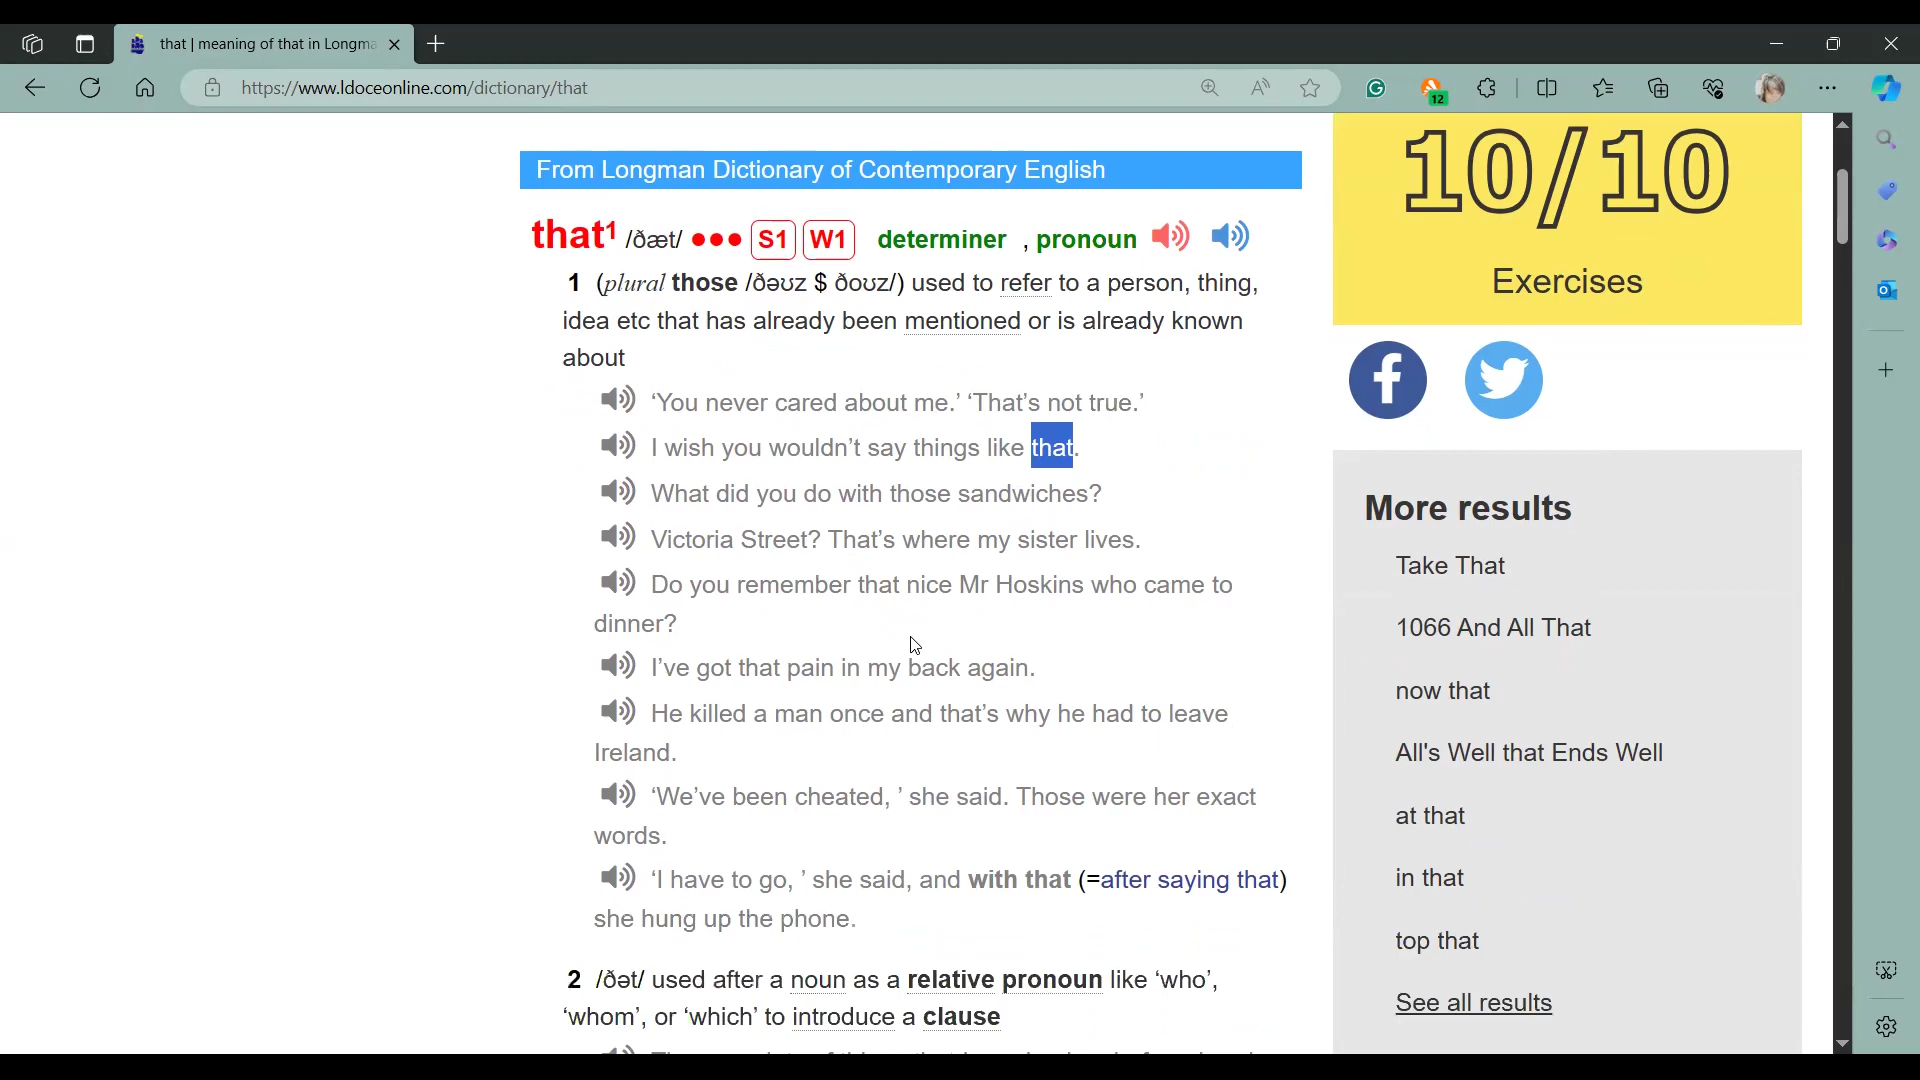 that | meaning of that in Longma
https://www.ldoceonline.com/dictionary/that
12
From Longman Dictionary of Contemporary English
that¹ /ðæt/ ●●● S1 W1 determiner , pronoun
1 (plural those /ðəʊz $ ðoʊz/) used to refer to a person, thing,
idea etc that has already been mentioned or is already known
about
‘You never cared about me.’ ‘That’s not true.’
I wish you wouldn’t say things like that.
What did you do with those sandwiches?
Victoria Street? That’s where my sister lives.
Do you remember that nice Mr Hoskins who came to
dinner?
I’ve got that pain in my back again.
He killed a man once and that’s why he had to leave
Ireland.
‘We’ve been cheated, ’ she said. Those were her exact
words.
‘I have to go, ’ she said, and with that (=after saying that)
she hung up the phone.
2 /ðət/ used after a noun as a relative pronoun like ‘who’,
‘whom’, or ‘which’ to introduce a clause
10/10
Exercises
More results
Take That
1066 And All That
now that
All's Well that Ends Well
at that
in that
top that
See all results